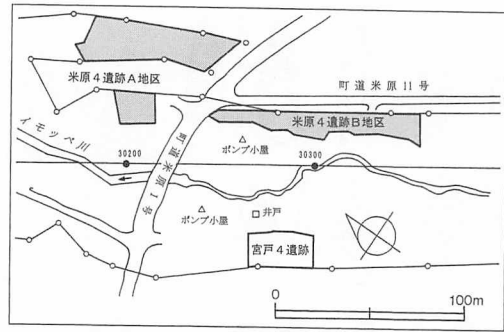 米原4遺跡A地区
町道米原11号
米原4遺跡B地区
イモッペ川
町道米原1号
ポンプ小屋
30200
30300
ポンプ小屋
井戸
宮戸4遺跡
0
100m